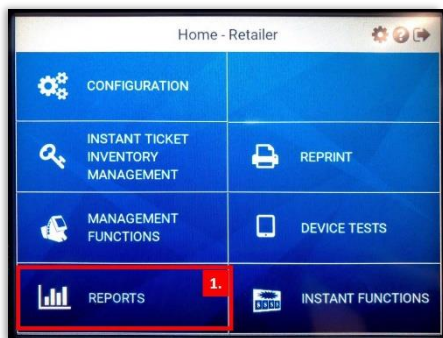 Home - Retailer
CONFIGURATION
INSTANT TICKET
INVENTORY
MANAGEMENT
REPRINT
MANAGEMENT
FUNCTIONS
DEVICE TESTS
1.
REPORTS
INSTANT FUNCTIONS